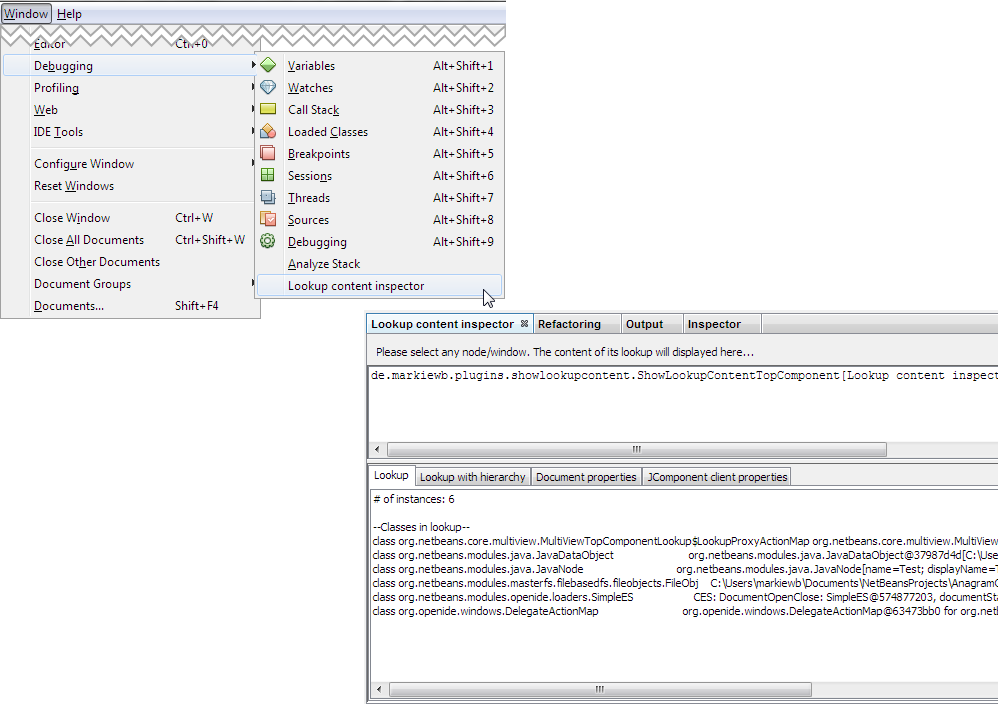 Window Help
Editor Ctrl+0
Debugging
Profiling
Web
IDE Tools
Configure Window
Reset Windows
Close Window Ctrl+W
Close All Documents Ctrl+Shift+W
Close Other Documents
Document Groups
Documents... Shift+F4
Variables Alt+Shift+1
Watches Alt+Shift+2
Call Stack Alt+Shift+3
Loaded Classes Alt+Shift+4
Breakpoints Alt+Shift+5
Sessions Alt+Shift+6
Threads Alt+Shift+7
Sources Alt+Shift+8
Debugging Alt+Shift+9
Analyze Stack
Lookup content inspector
Lookup content inspector Refactoring Output Inspector
Please select any node/window. The content of its lookup will displayed here...
de.markiewb.plugins.showlookupcontent.ShowLookupContentTopComponent[Lookup content inspect
Lookup Lookup with hierarchy Document properties JComponent client properties
# of instances: 6
--Classes in lookup--
class org.netbeans.core.multiview.MultiViewTopComponentLookup$LookupProxyActionMap org.netbeans.core.multiview.MultiView
class org.netbeans.modules.java.JavaDataObject org.netbeans.modules.java.JavaDataObject@37987d4d[C:\Use
class org.netbeans.modules.java.JavaNode org.netbeans.modules.java.JavaNode[name=Test; displayName=T
class org.netbeans.modules.masterfs.filebasedfs.fileobjects.FileObj C:\Users\markiewb\Documents\NetBeansProjects\AnagramG
class org.netbeans.modules.openide.loaders.SimpleES CES: DocumentOpenClose: SimpleES@574877203, documentSta
class org.openide.windows.DelegateActionMap org.openide.windows.DelegateActionMap@63473bb0 for org.netb